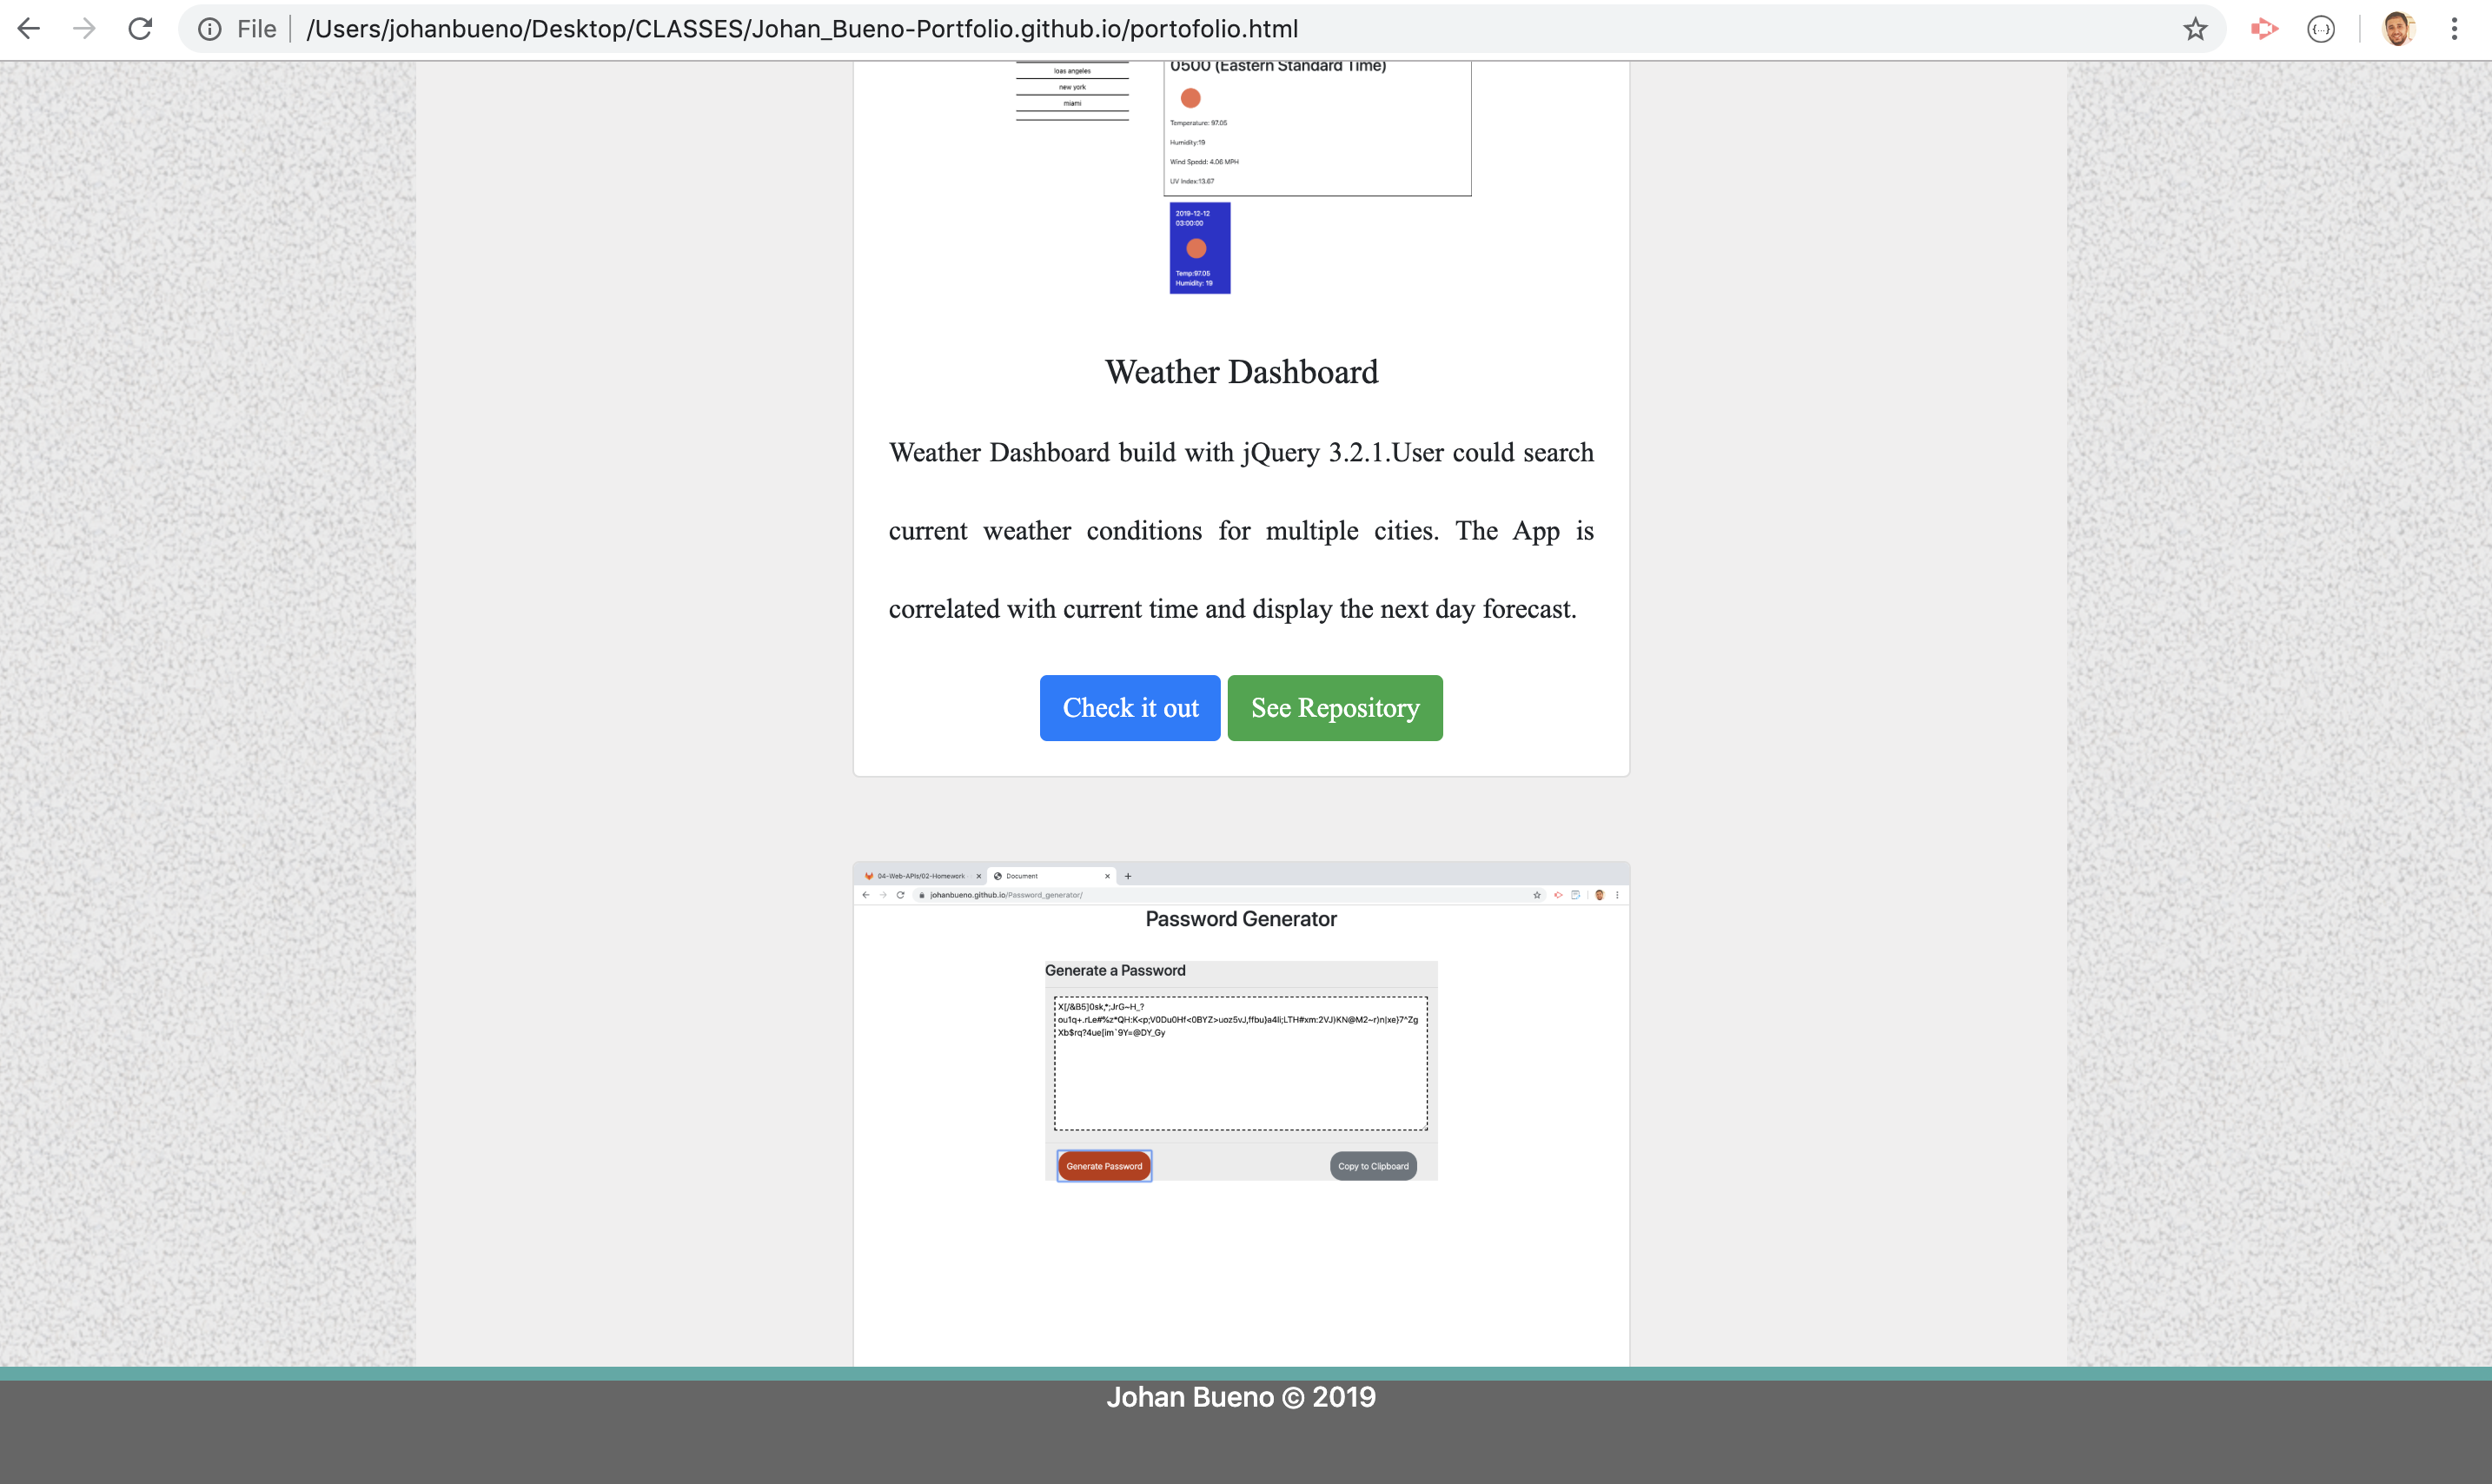 File /Users/johanbueno/Desktop/CLASSES/Johan_Bueno-Portfolio.github.io/portofolio.html
loas angeles
new york
miami
0500 (Eastern Standard Time)
Temperature: 97.05
Humidity:19
Wind Spedd: 4.06 MPH
UV Index:13.67
2019-12-12
03:00:00
Temp:97.05
Humidity: 19
Weather Dashboard
Weather Dashboard build with jQuery 3.2.1.User could search
current weather conditions for multiple cities. The App is
correlated with current time and display the next day forecast.
Check it out See Repository
04-Web-APIs/02-Homework Document
johanbueno.github.io/Password_generator/
Password Generator
Generate a Password
X[/&B5]0sk,*;JrG~H_?
ou1q+.rLe#%z*QH:K<p;V0Du0Hf<0BYZ>uoz5vJ,ffbu}a4li;LTH#xm:2VJ)KN@M2~r)n|xe}7^Zg
Xb$rq?4ue[im`9Y=@DY_Gy
Generate Password Copy to Clipboard
Johan Bueno © 2019